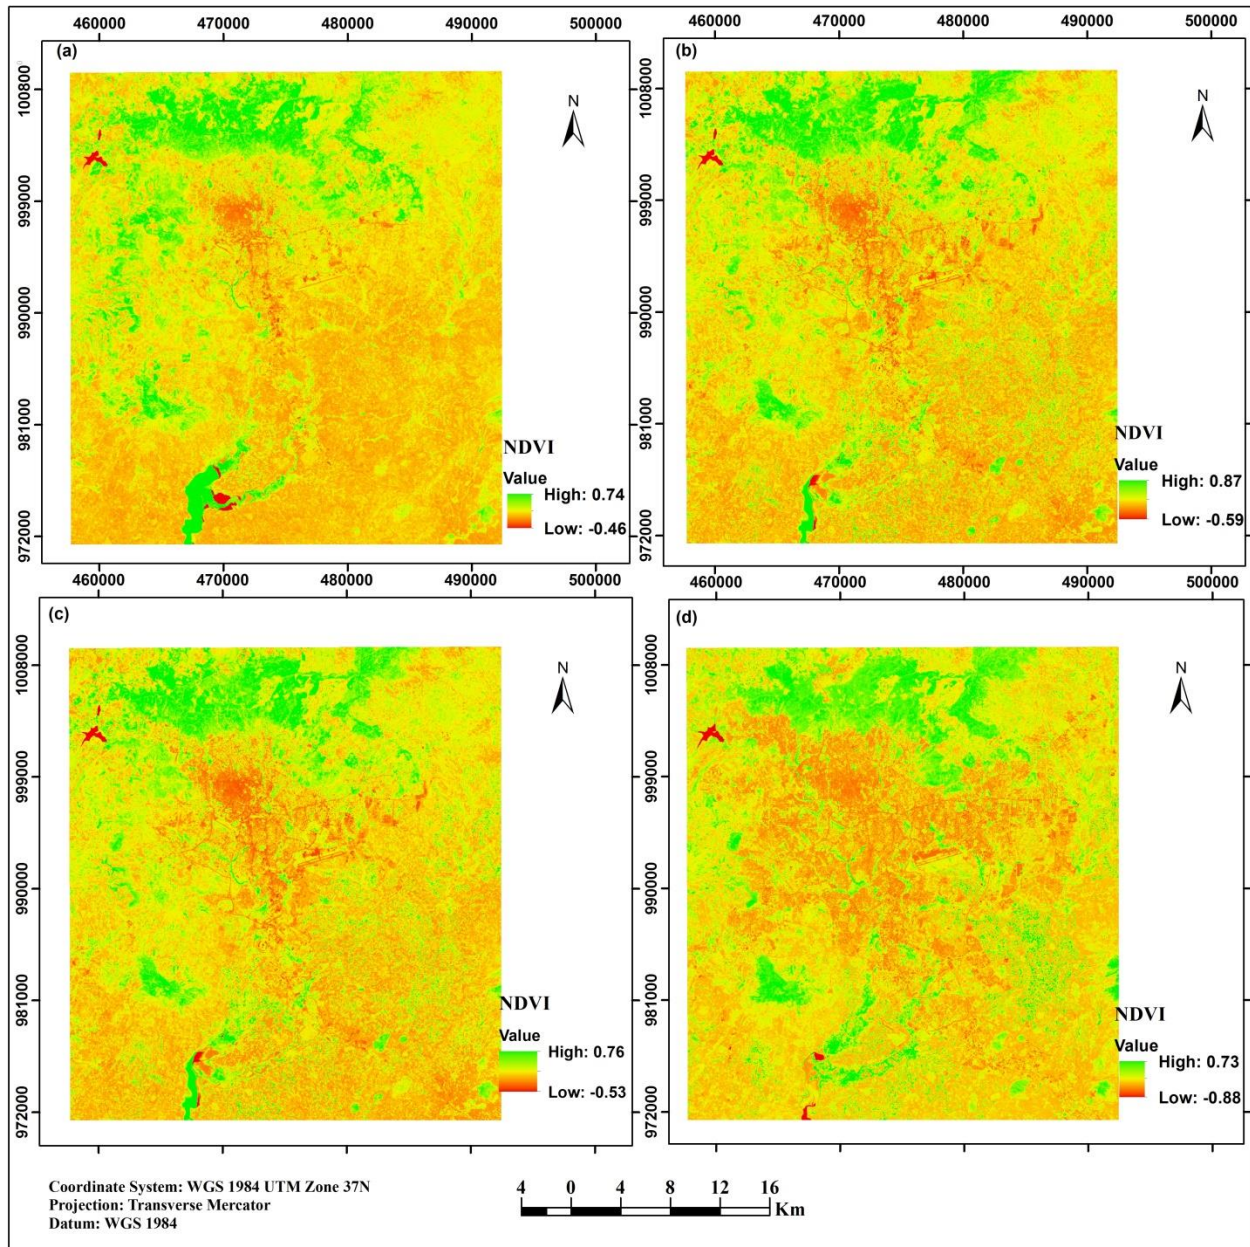 460000 470000 480000 490000 500000
460000 470000 480000 490000 500000
(a)
(b)
N
N
1008000
999000
990000
981000
972000
1008000
999000
990000
981000
972000
NDVI
Value
High: 0.74
Low: -0.46
NDVI
Value
High: 0.87
Low: -0.59
460000 470000 480000 490000 500000
460000 470000 480000 490000 500000
(c)
(d)
N
N
1008000
999000
990000
981000
972000
1008000
999000
990000
981000
972000
NDVI
Value
High: 0.76
Low: -0.53
NDVI
Value
High: 0.73
Low: -0.88
Coordinate System: WGS 1984 UTM Zone 37N
Projection: Transverse Mercator
Datum: WGS 1984
4 0 4 8 12 16
Km